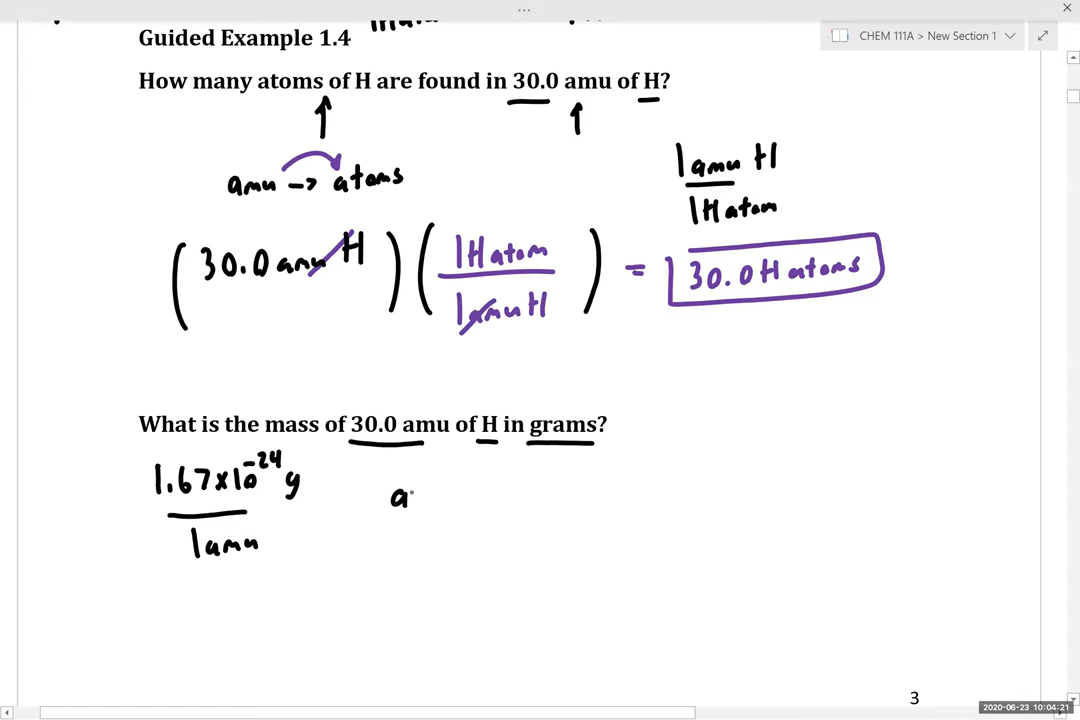 ...
CHEM 111A > New Section 1
Guided Example 1.4
How many atoms of H are found in 30.0 amu of H?
amu -> atoms
1 amu H
1 H atom
(30.0 amu H) (1 H atom
1 amu H) = 30.0 H atoms
What is the mass of 30.0 amu of H in grams?
1.67 x 10^-24 g
1 amu
a
3
2020-06-23 10:04:21